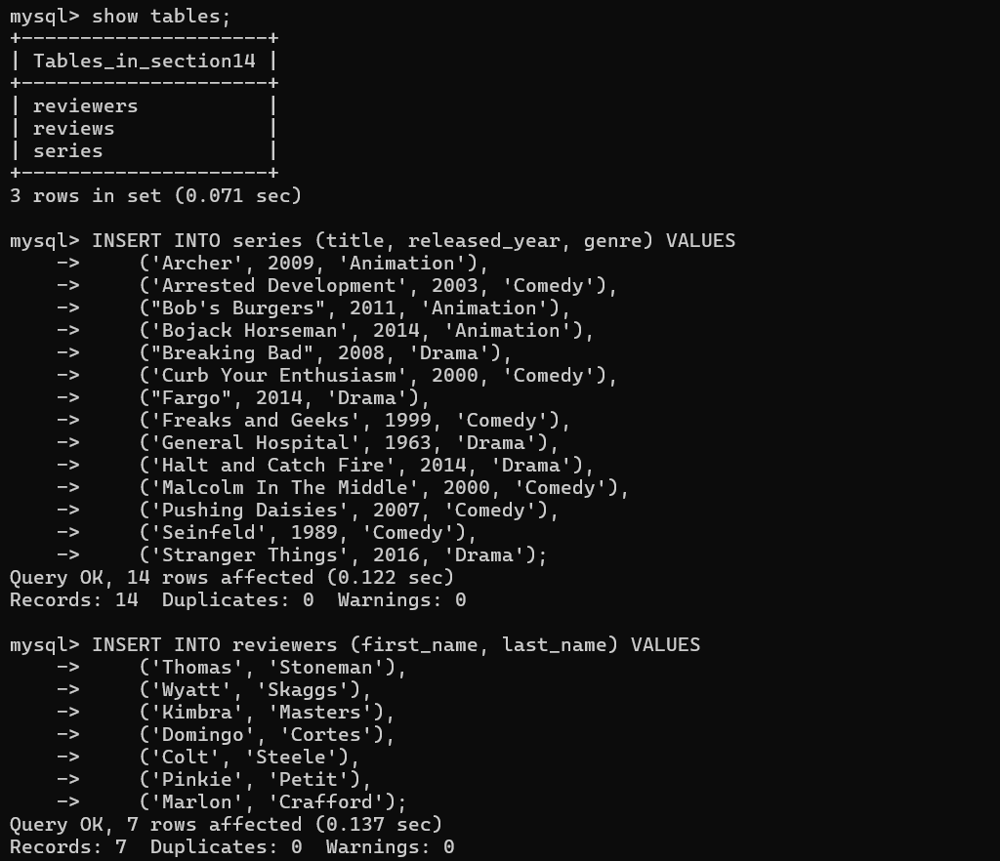 mysql> show tables;
+---------------------+
| Tables_in_section14 |
+---------------------+
| reviewers           |
| reviews             |
| series              |
+---------------------+
3 rows in set (0.071 sec)

mysql> INSERT INTO series (title, released_year, genre) VALUES
    ->     ('Archer', 2009, 'Animation'),
    ->     ('Arrested Development', 2003, 'Comedy'),
    ->     ("Bob's Burgers", 2011, 'Animation'),
    ->     ('Bojack Horseman', 2014, 'Animation'),
    ->     ("Breaking Bad", 2008, 'Drama'),
    ->     ('Curb Your Enthusiasm', 2000, 'Comedy'),
    ->     ("Fargo", 2014, 'Drama'),
    ->     ('Freaks and Geeks', 1999, 'Comedy'),
    ->     ('General Hospital', 1963, 'Drama'),
    ->     ('Halt and Catch Fire', 2014, 'Drama'),
    ->     ('Malcolm In The Middle', 2000, 'Comedy'),
    ->     ('Pushing Daisies', 2007, 'Comedy'),
    ->     ('Seinfeld', 1989, 'Comedy'),
    ->     ('Stranger Things', 2016, 'Drama');
Query OK, 14 rows affected (0.122 sec)
Records: 14  Duplicates: 0  Warnings: 0

mysql> INSERT INTO reviewers (first_name, last_name) VALUES
    ->     ('Thomas', 'Stoneman'),
    ->     ('Wyatt', 'Skaggs'),
    ->     ('Kimbra', 'Masters'),
    ->     ('Domingo', 'Cortes'),
    ->     ('Colt', 'Steele'),
    ->     ('Pinkie', 'Petit'),
    ->     ('Marlon', 'Crafford');
Query OK, 7 rows affected (0.137 sec)
Records: 7  Duplicates: 0  Warnings: 0